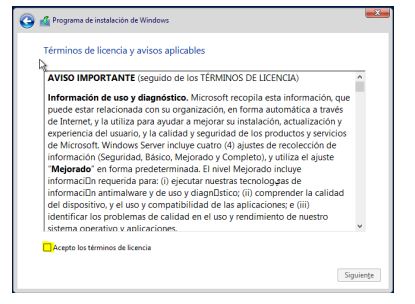 Programa de instalación de Windows
Términos de licencia y avisos aplicables
AVISO IMPORTANTE (seguido de los TÉRMINOS DE LICENCIA)
Información de uso y diagnóstico. Microsoft recopila esta información, que
puede estar relacionada con su organización, en forma automática a través
de Internet, y la utiliza para ayudar a mejorar su instalación, actualización y
experiencia del usuario, y la calidad y seguridad de los productos y servicios
de Microsoft. Windows Server incluye cuatro (4) ajustes de recolección de
información (Seguridad, Básico, Mejorado y Completo), y utiliza el ajuste
"Mejorado" en forma predeterminada. El nivel Mejorado incluye
informaci□n requerida para: (i) ejecutar nuestras tecnolog¿as de
informaci□n antimalware y de uso y diagn□stico; (ii) comprender la calidad
del dispositivo, y el uso y compatibilidad de las aplicaciones; e (iii)
identificar los problemas de calidad en el uso y rendimiento de nuestro
sistema operativo y aplicaciones.
Acepto los términos de licencia
Siguiente